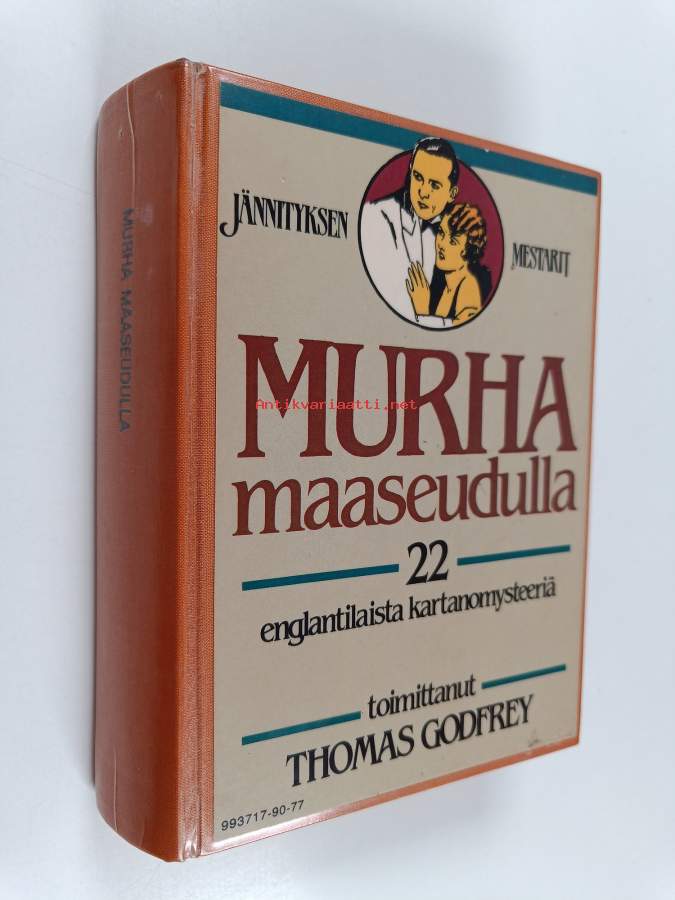 MURHA MAASEUDULLA
JÄNNITYKSEN
MESTARIT
MURHA
Antikvariaatti.net
maaseudulla
22
englantilaista kartanomysteeriä
toimittanut
THOMAS GODFREY
993717-90-77